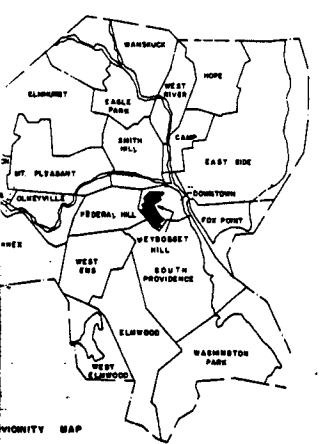 WANSKUCK
WEST
RIVER
HOPE
ELMHURST
EAGLE
PARK
SMITH
HILL
CAMP
EAST SIDE
MT. PLEASANT
OLNEYVILLE
DOWNTOWN
FEDERAL HILL
FOX POINT
NNEX
WEYBOSSET
HILL
WEST
END
SOUTH
PROVIDENCE
ELMWOOD
WASHINGTON
PARK
WEST
ELMWOOD
VICINITY MAP